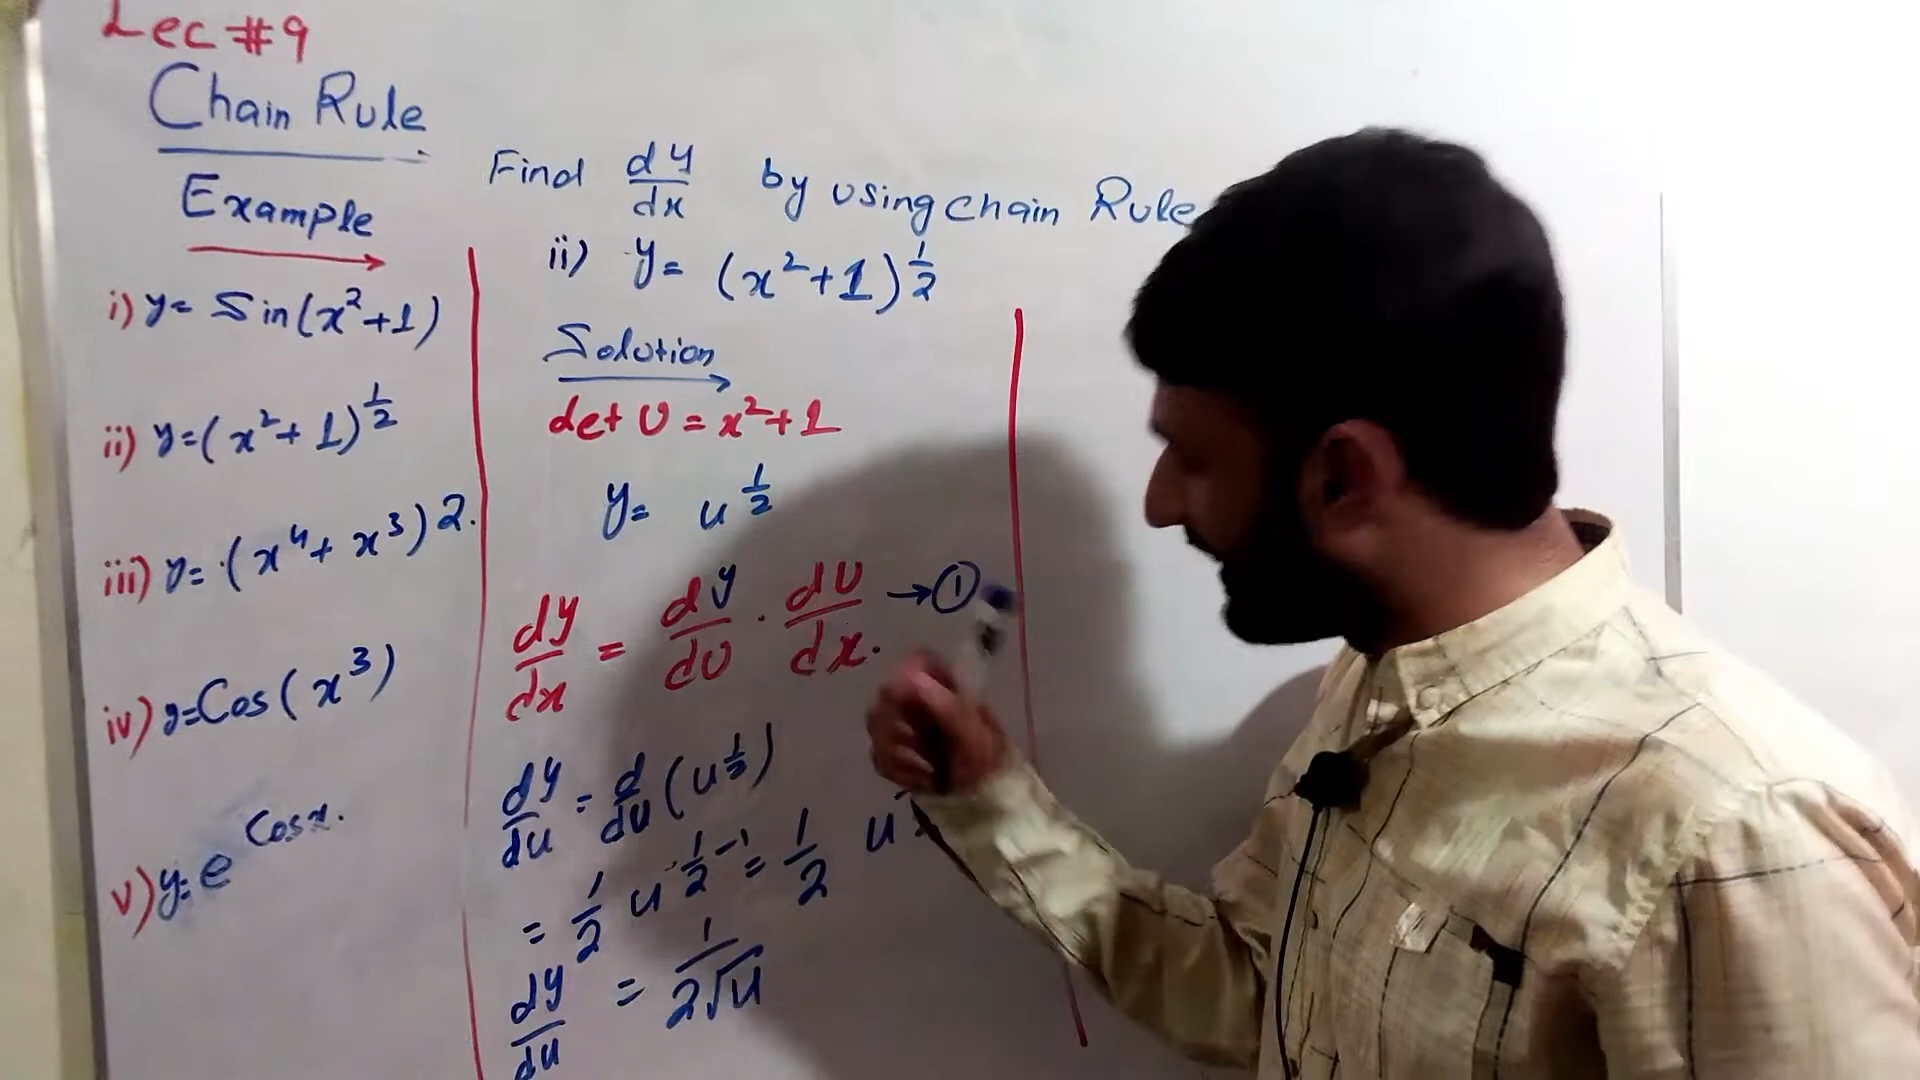 Lec #9
Chain Rule
Example
i) y= Sin(x²+1)
ii) y=(x²+1)^½
iii) y=(x⁴+x³)2.
iv) y=Cos(x³)
v) y=e^Cosx.
Find dy/dx by using chain Rule
ii) y= (x²+1)^½
Solution
let U = x²+1
y= u^½
dy/dx = dy/dU . dU/dx. → ①
dy/du = d/du (u^½)
= ½ u^(½-1) = ½ u
dy/du = 1/2√u